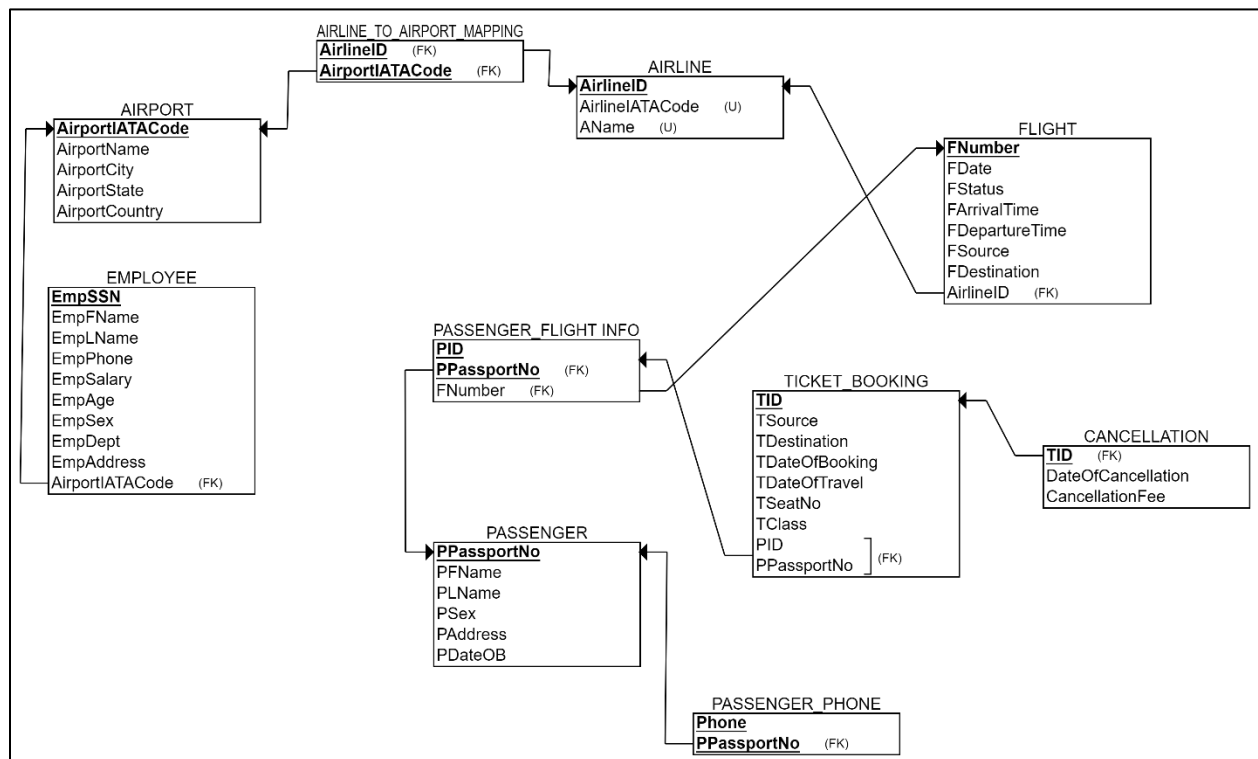 AIRLINE_TO_AIRPORT_MAPPING
AirlineID (FK)
AirportIATACode (FK)
AIRLINE
AirlineID
AirlineIATACode (U)
AName (U)
AIRPORT
AirportIATACode
AirportName
AirportCity
AirportState
AirportCountry
FLIGHT
FNumber
FDate
FStatus
FArrivalTime
FDepartureTime
FSource
FDestination
AirlineID (FK)
EMPLOYEE
EmpSSN
EmpFName
EmpLName
EmpPhone
EmpSalary
EmpAge
EmpSex
EmpDept
EmpAddress
AirportIATACode (FK)
PASSENGER_FLIGHT INFO
PID
PPassportNo (FK)
FNumber (FK)
TICKET_BOOKING
TID
TSource
TDestination
TDateOfBooking
TDateOfTravel
TSeatNo
TClass
PID
PPassportNo (FK)
CANCELLATION
TID (FK)
DateOfCancellation
CancellationFee
PASSENGER
PPassportNo
PFName
PLName
PSex
PAddress
PDateOB
PASSENGER_PHONE
Phone
PPassportNo (FK)